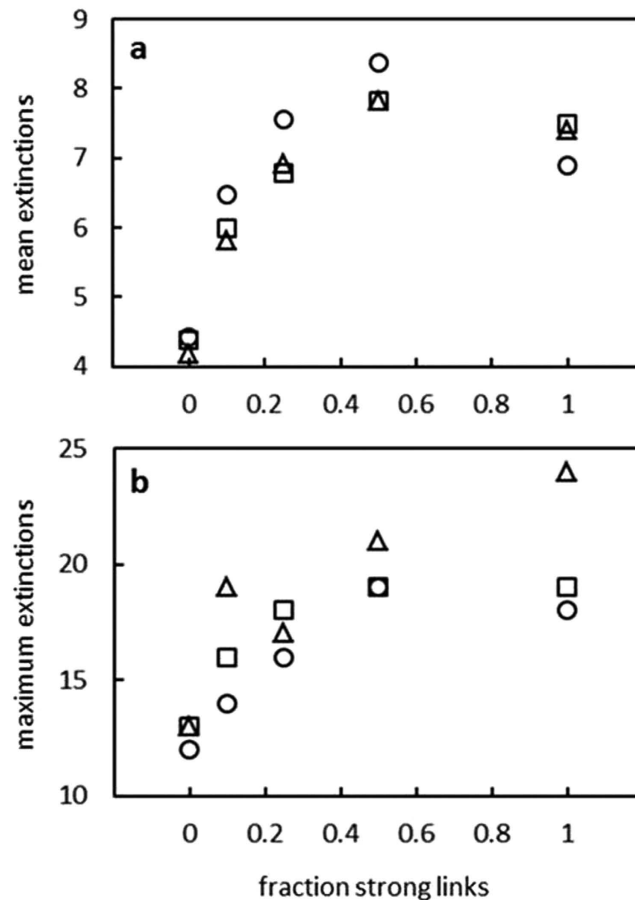 a
mean extinctions
9
8
7
6
5
4
0 0.2 0.4 0.6 0.8 1
b
maximum extinctions
25
20
15
10
0 0.2 0.4 0.6 0.8 1
fraction strong links